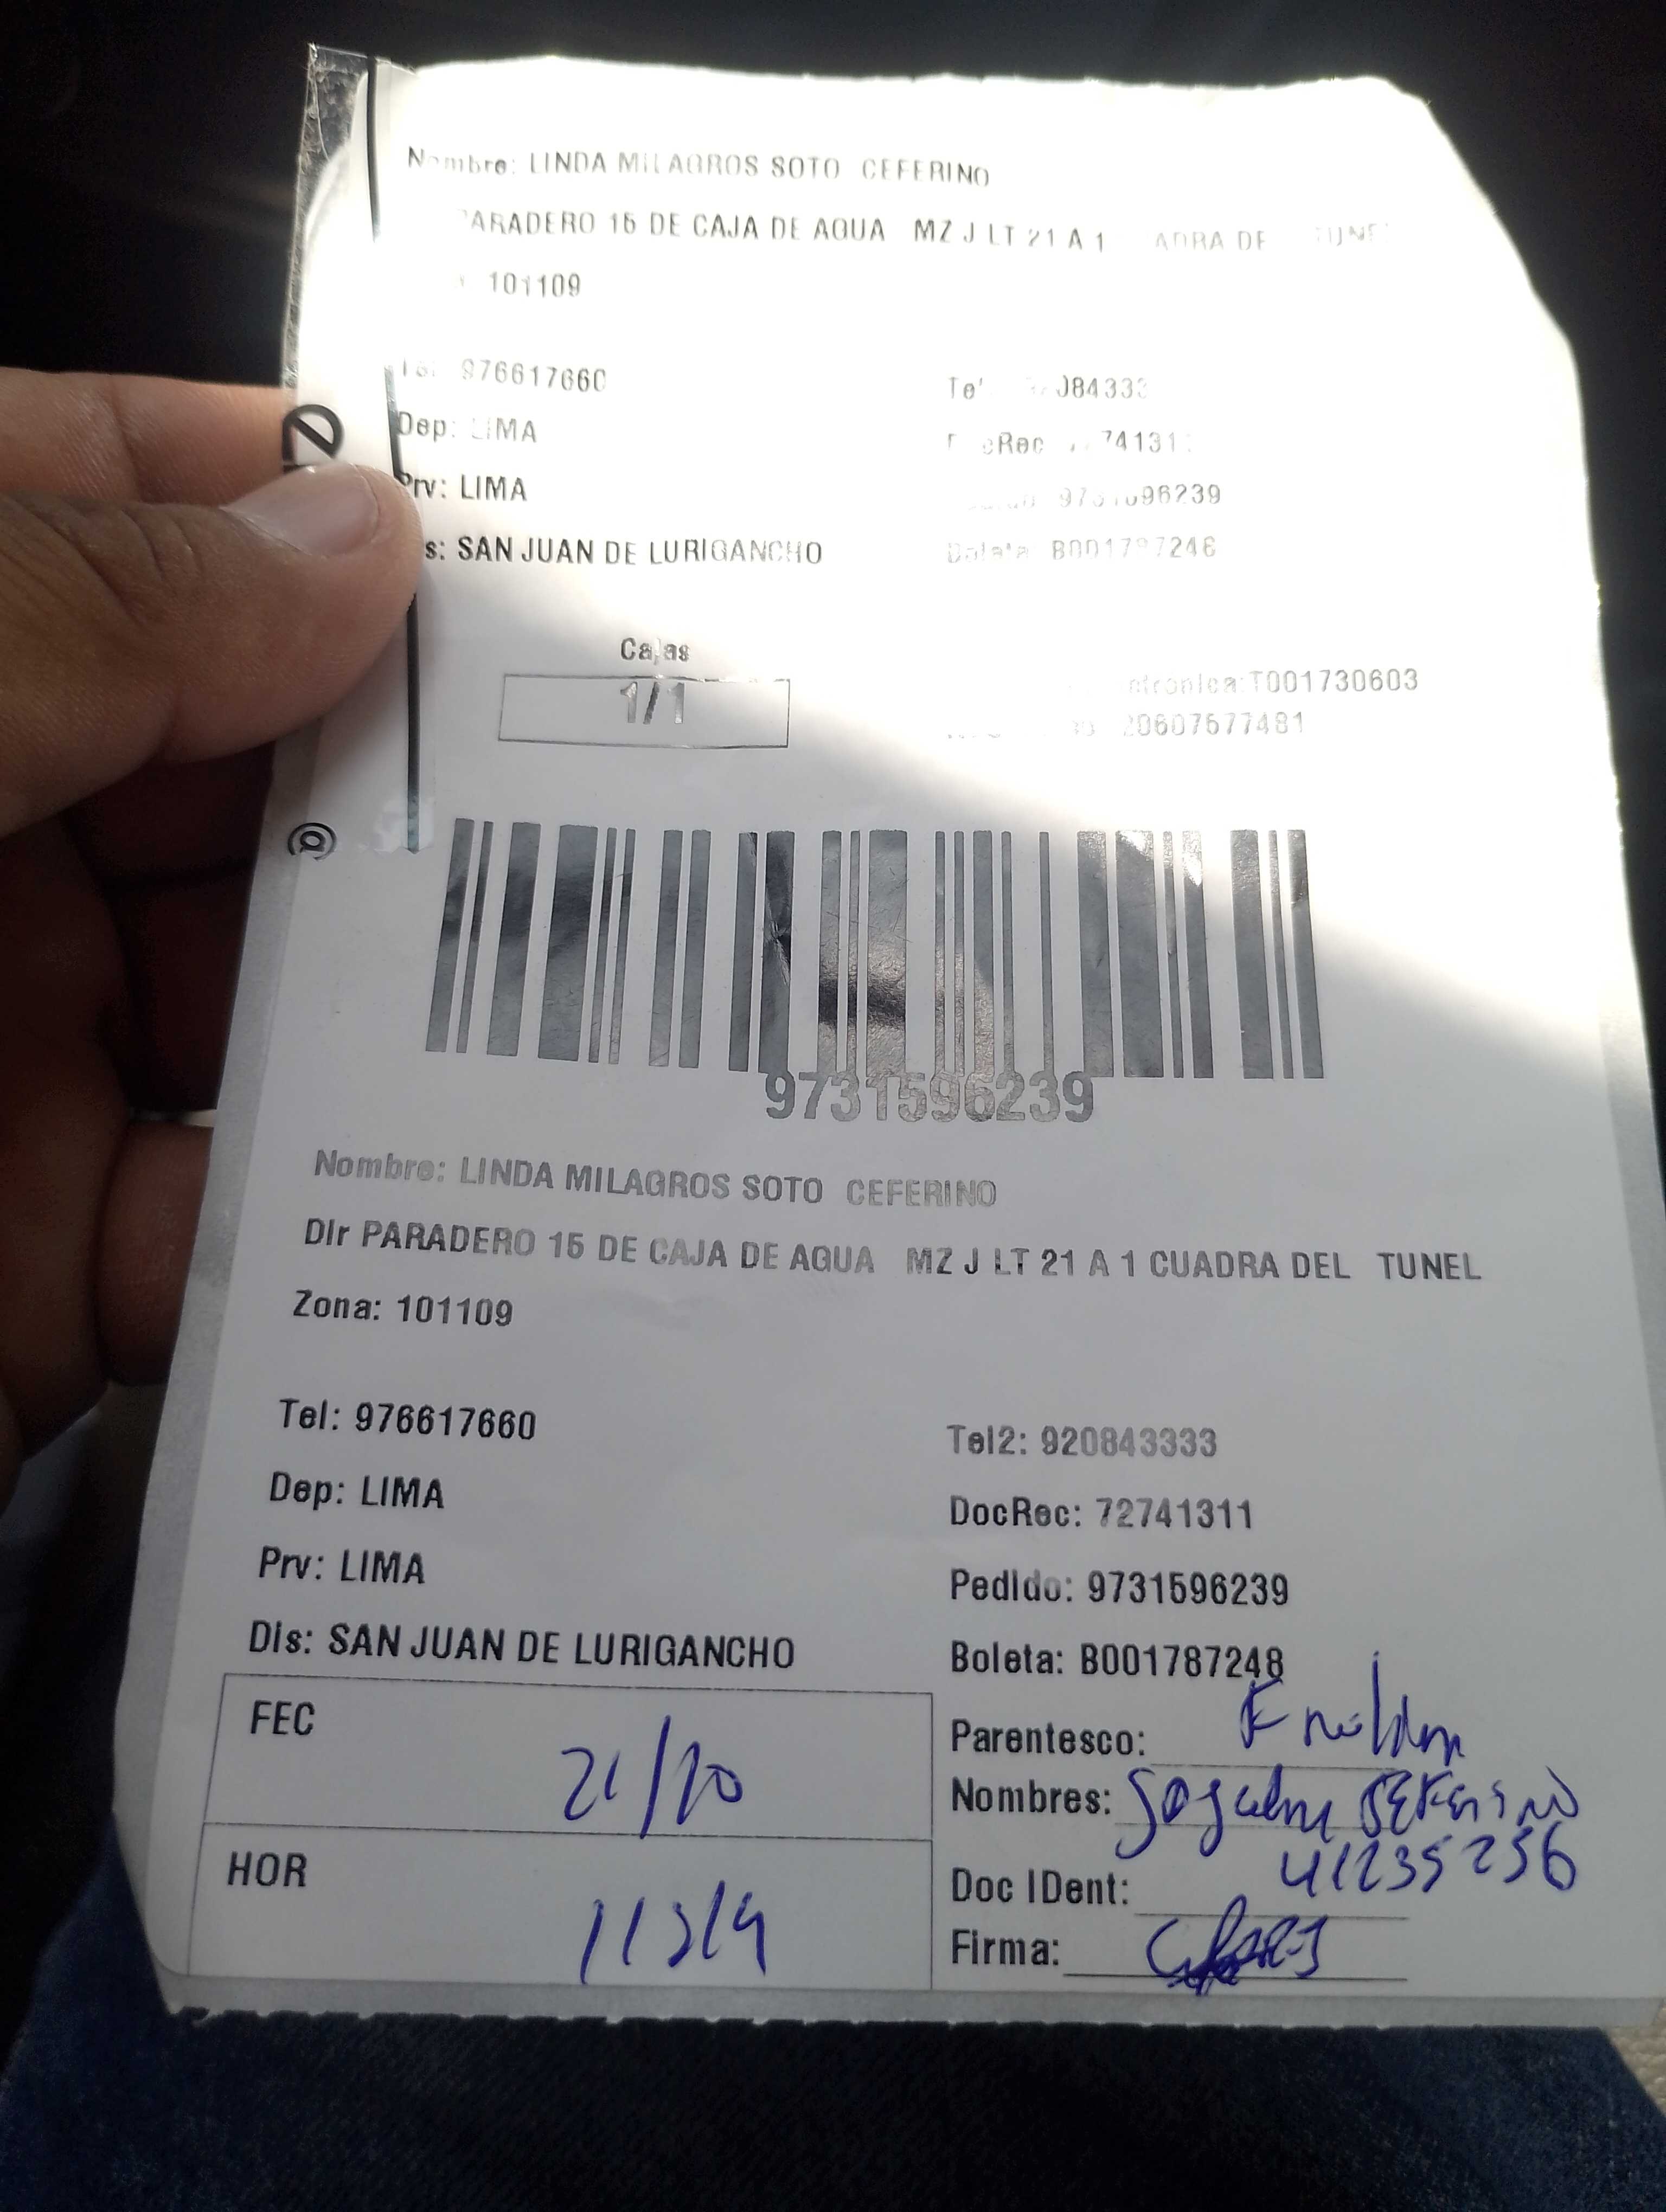 Nombre: LINDA MILAGROS SOTO CEFERINO
PARADERO 15 DE CAJA DE AGUA MZ J LT 21 A 1
101109
976617660
Dep: LIMA
Prv: LIMA
s: SAN JUAN DE LURIGANCHO
Cajas
1/1
T001730603
20607577481
@
9731596239
Nombre: LINDA MILAGROS SOTO CEFERINO
Dir PARADERO 15 DE CAJA DE AGUA MZ J LT 21 A 1 CUADRA DEL TUNEL
Zona: 101109
Tel: 976617660
Tel2: 920843333
Dep: LIMA
DocRec: 72741311
Prv: LIMA
Pedido: 9731596239
Dis: SAN JUAN DE LURIGANCHO
Boleta: B001787248
FEC
21/10
Parentesco:
Nombres:
HOR
Doc IDent: 41235256
Firma: